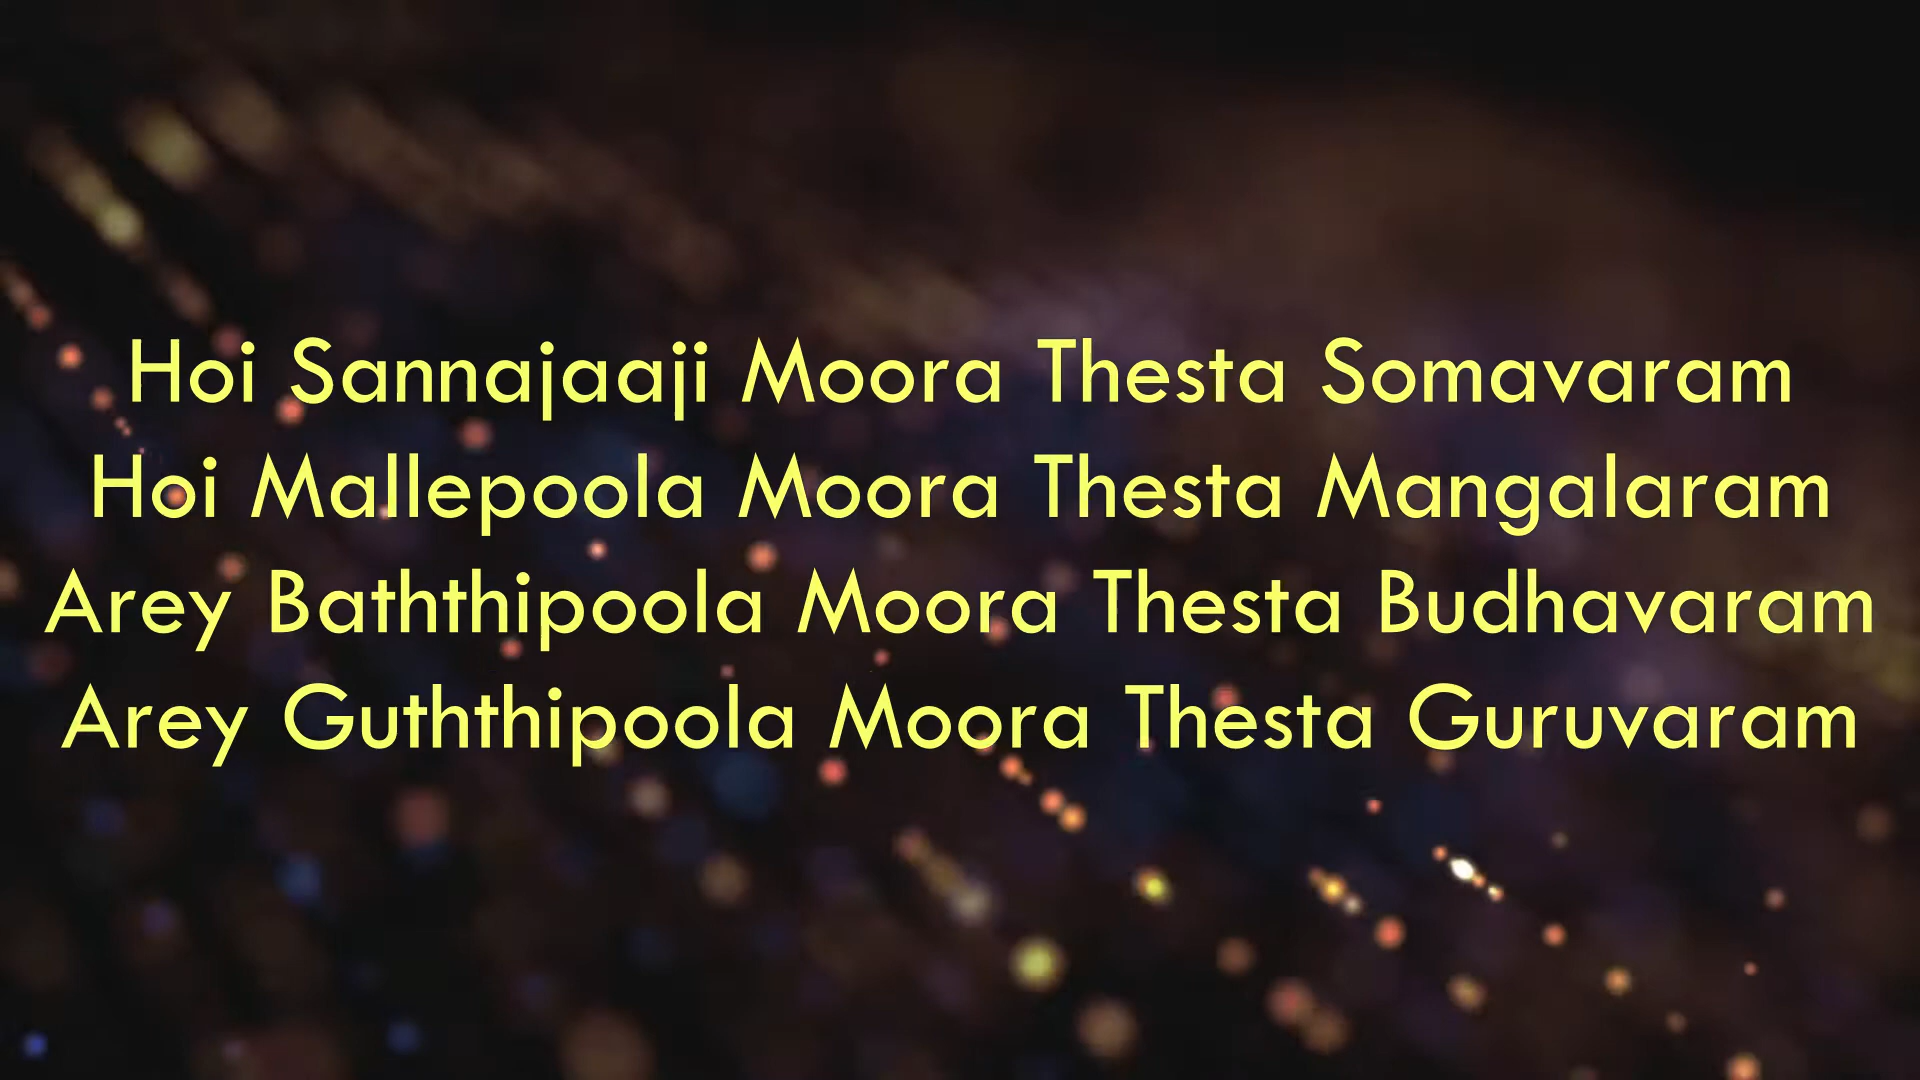 Hoi Sannajaaji Moora Thesta Somavaram
Hoi Mallepoola Moora Thesta Mangalaram
Arey Baththipoola Moora Thesta Budhavaram
Arey Guththipoola Moora Thesta Guruvaram